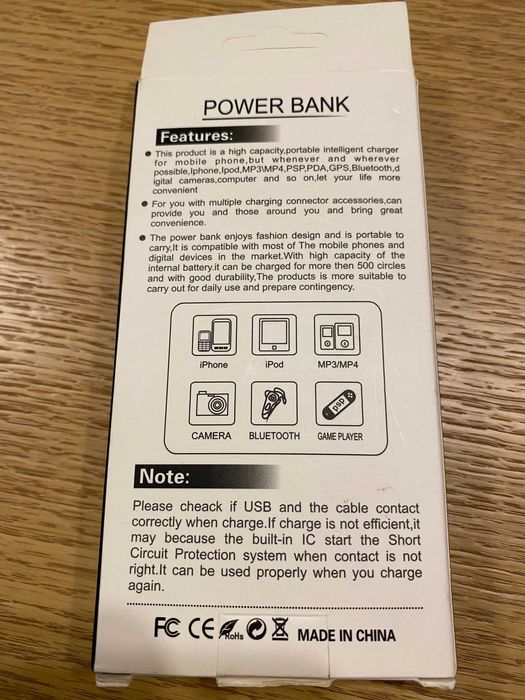 POWER BANK
Features:
● This product is a high capacity,portable intelligent charger
for mobile phone,but whenever and wherever
possible,Iphone,Ipod,MP3\MP4,PSP,PDA,GPS,Bluetooth,d
igital cameras,computer and so on,let your life more
convenient
● For you with multiple charging connector accessories,can
provide you and those around you and bring great
convenience.
● The power bank enjoys fashion design and is portable to
carry,It is compatible with most of The mobile phones and
digital devices in the market.With high capacity of the
internal battery.it can be charged for more then 500 circles
and with good durability,The products is more suitable to
carry out for daily use and prepare contingency.
iPhone iPod MP3/MP4
psp
CAMERA BLUETOOTH GAME PLAYER
Note:
Please cheack if USB and the cable contact
correctly when charge.If charge is not efficient,it
may because the built-in IC start the Short
Circuit Protection system when contact is not
right.It can be used properly when you charge
again.
FC CE RoHS MADE IN CHINA